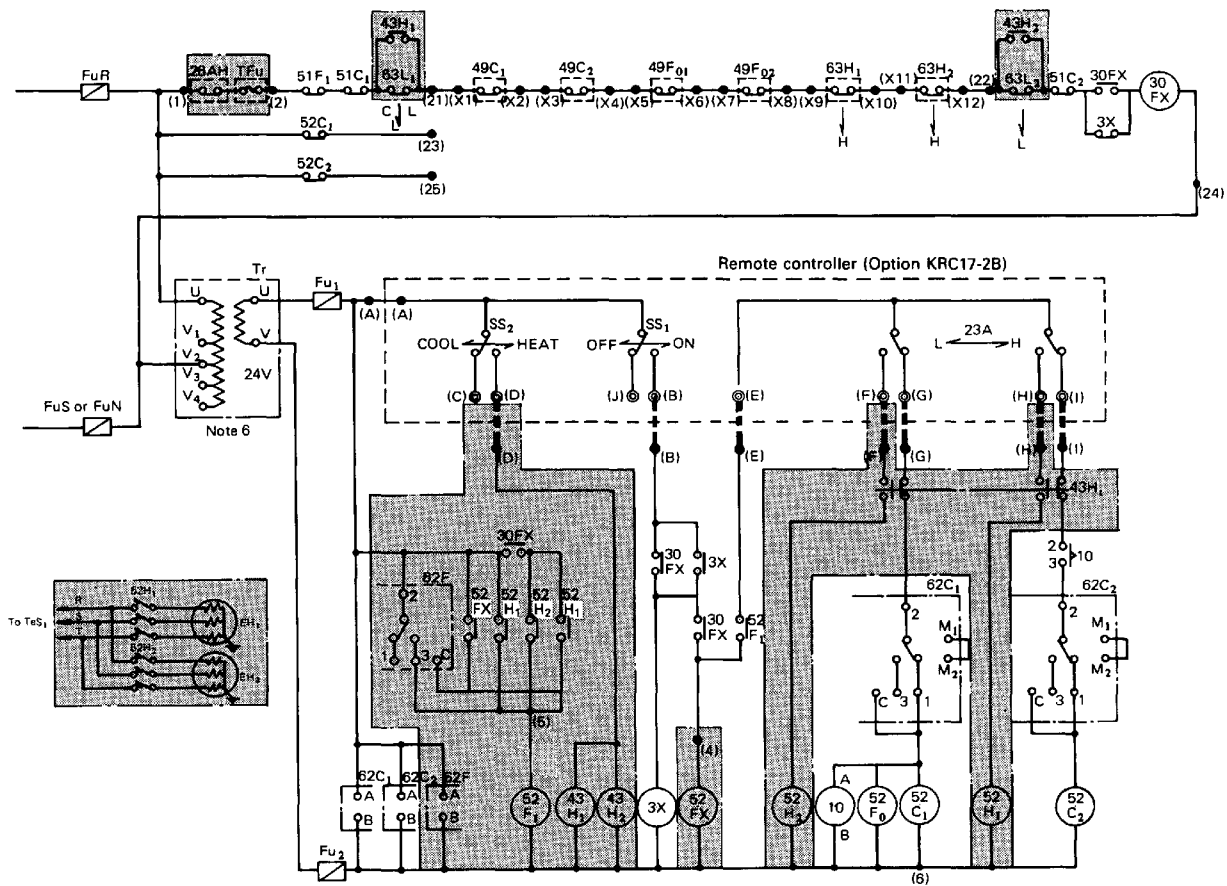 43H₁
43H₂
FuR
26AH
TFu
51F₁
51C₁
63L₁
49C₁
49C₂
49F₀₁
49F₀₂
63H₁
63H₂
63L₂
51C₂
30FX
30
FX
(1)
(2)
(21)
(X1)
(X2)
(X3)
(X4)
(X5)
(X6)
(X7)
(X8)
(X9)
(X10)
(X11)
(X12)
(22)
3X
C
L
L
H
H
L
52C₁
(23)
52C₂
(25)
(24)
Remote controller (Option KRC17-2B)
Tr
U
U
Fu₁
(A)
(A)
V₁
V₂
V₃
V₄
V
24V
Note 6
FuS or FuN
SS₂
COOL
HEAT
SS₁
OFF
ON
23A
L
H
(C)
(D)
(J)
(B)
(E)
(F)
(G)
(H)
(I)
(D)
(B)
(E)
(F)
(G)
(H)
(I)
43H₁
30FX
62F
2
52
FX
52
H₁
52
H₂
52
H₁
30
FX
3X
30
FX
52
F₁
2
3
10
1
3
C
(5)
(4)
62C₁
2
M₁
M₂
C
3
1
62C₂
2
M₁
M₂
C
3
1
R
S
T
To TeS₁
52H₁
EH₁
52H₂
EH₂
62C₁
62C₂
62F
A
B
A
B
A
B
52
F₁
43
H₁
43
H₂
3X
52
FX
52
H₂
A
10
B
52
F₀
52
C₁
52
H₁
52
C₂
Fu₂
(6)